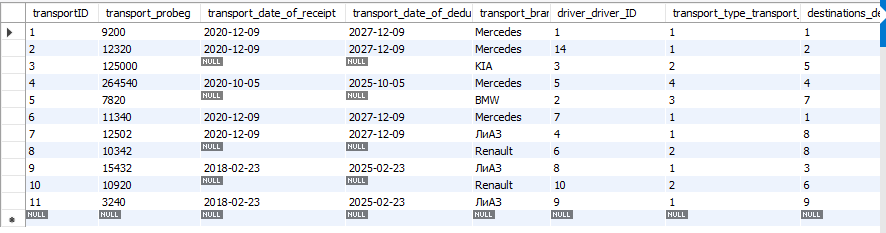 transportID transport_probeg transport_date_of_receipt transport_date_of_dedu transport_bran driver_driver_ID transport_type_transport_ destinations_de
1 9200 2020-12-09 2027-12-09 Mercedes 1 1 1
2 12320 2020-12-09 2027-12-09 Mercedes 14 1 2
3 125000 NULL NULL KIA 3 2 5
4 264540 2020-10-05 2025-10-05 Mercedes 5 4 4
5 7820 NULL NULL BMW 2 3 7
6 11340 2020-12-09 2027-12-09 Mercedes 7 1 1
7 12502 2020-12-09 2027-12-09 ЛиАЗ 4 1 8
8 10342 NULL NULL Renault 6 2 8
9 15432 2018-02-23 2025-02-23 ЛиАЗ 8 1 3
10 10920 NULL NULL Renault 10 2 6
11 3240 2018-02-23 2025-02-23 ЛиАЗ 9 1 9
NULL NULL NULL NULL NULL NULL NULL NULL